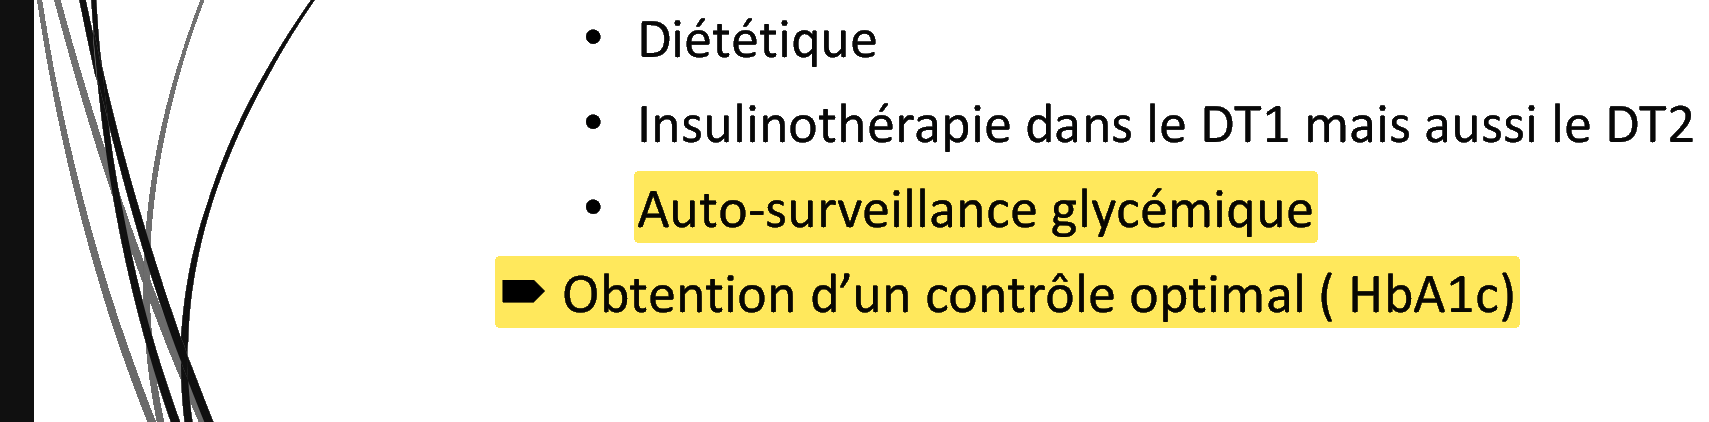 • Diététique
• Insulinothérapie dans le DT1 mais aussi le DT2
• Auto-surveillance glycémique
Obtention d’un contrôle optimal ( HbA1c)